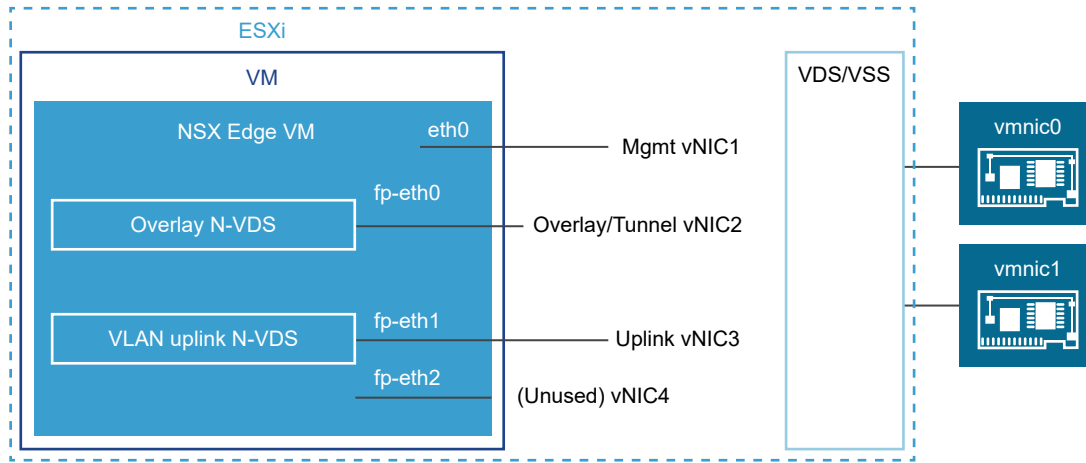 ESXi
VM
VDS/VSS
NSX Edge VM
eth0
Mgmt vNIC1
fp-eth0
Overlay N-VDS
Overlay/Tunnel vNIC2
fp-eth1
VLAN uplink N-VDS
Uplink vNIC3
fp-eth2
(Unused) vNIC4
vmnic0
vmnic1